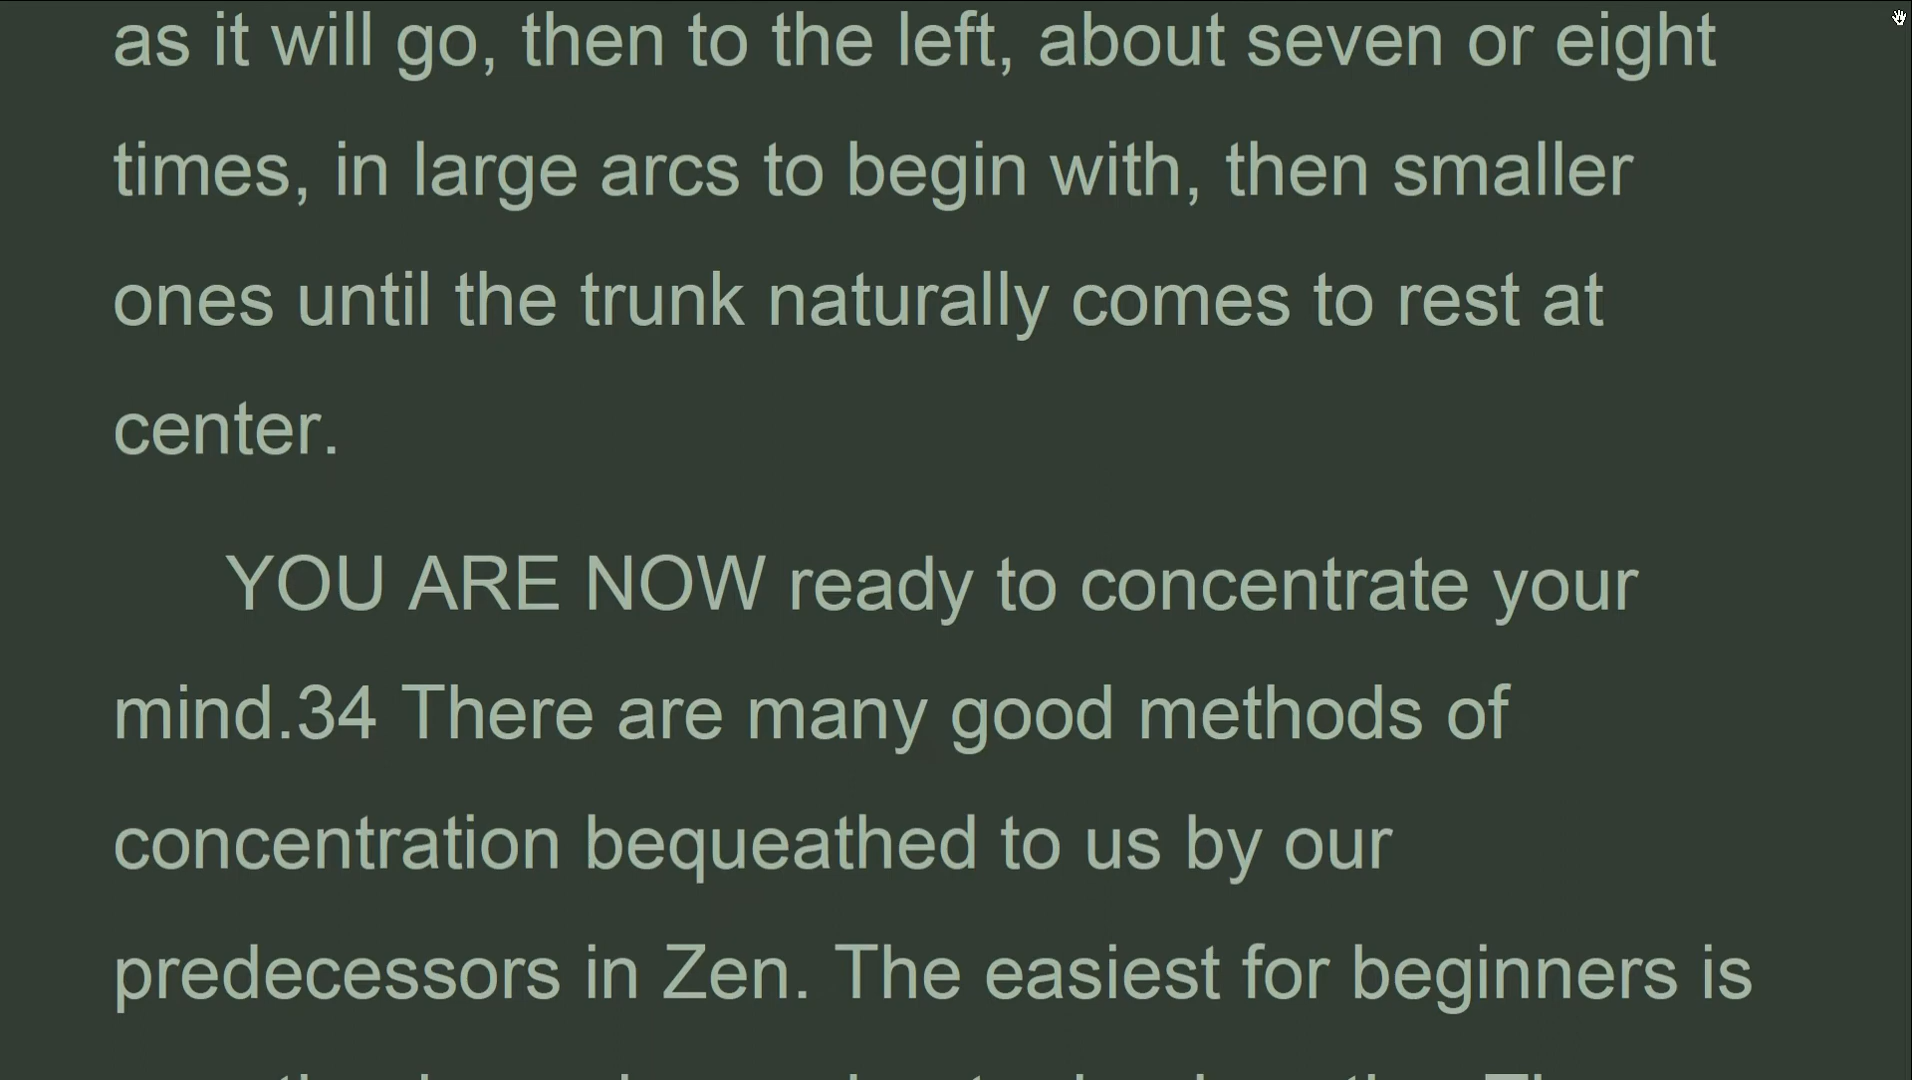 as it will go, then to the left, about seven or eight
times, in large arcs to begin with, then smaller
ones until the trunk naturally comes to rest at
center.
YOU ARE NOW ready to concentrate your
mind.34 There are many good methods of
concentration bequeathed to us by our
predecessors in Zen. The easiest for beginners is